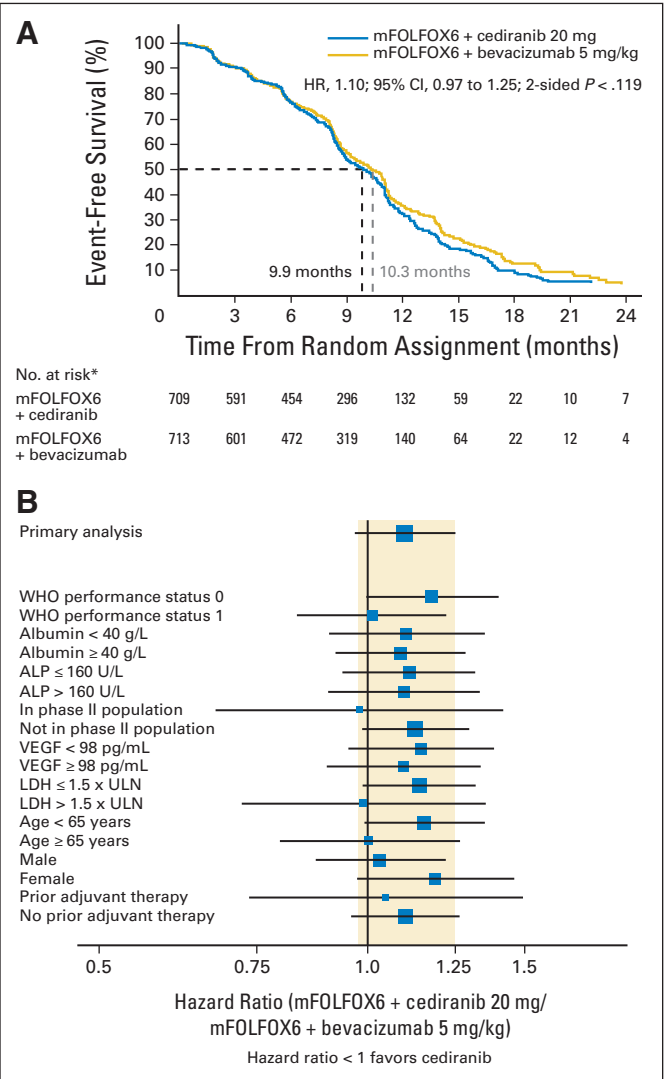 A
mFOLFOX6 + cediranib 20 mg
mFOLFOX6 + bevacizumab 5 mg/kg
HR, 1.10; 95% CI, 0.97 to 1.25; 2-sided P < .119
Event-Free Survival (%)
100
90
80
70
60
50
40
30
20
10
9.9 months
10.3 months
0 3 6 9 12 15 18 21 24
Time From Random Assignment (months)
No. at risk*
mFOLFOX6
+ cediranib
709 591 454 296 132 59 22 10 7
mFOLFOX6
+ bevacizumab
713 601 472 319 140 64 22 12 4
B
Primary analysis
WHO performance status 0
WHO performance status 1
Albumin < 40 g/L
Albumin ≥ 40 g/L
ALP ≤ 160 U/L
ALP > 160 U/L
In phase II population
Not in phase II population
VEGF < 98 pg/mL
VEGF ≥ 98 pg/mL
LDH ≤ 1.5 x ULN
LDH > 1.5 x ULN
Age < 65 years
Age ≥ 65 years
Male
Female
Prior adjuvant therapy
No prior adjuvant therapy
0.5 0.75 1.0 1.25 1.5
Hazard Ratio (mFOLFOX6 + cediranib 20 mg/
mFOLFOX6 + bevacizumab 5 mg/kg)
Hazard ratio < 1 favors cediranib